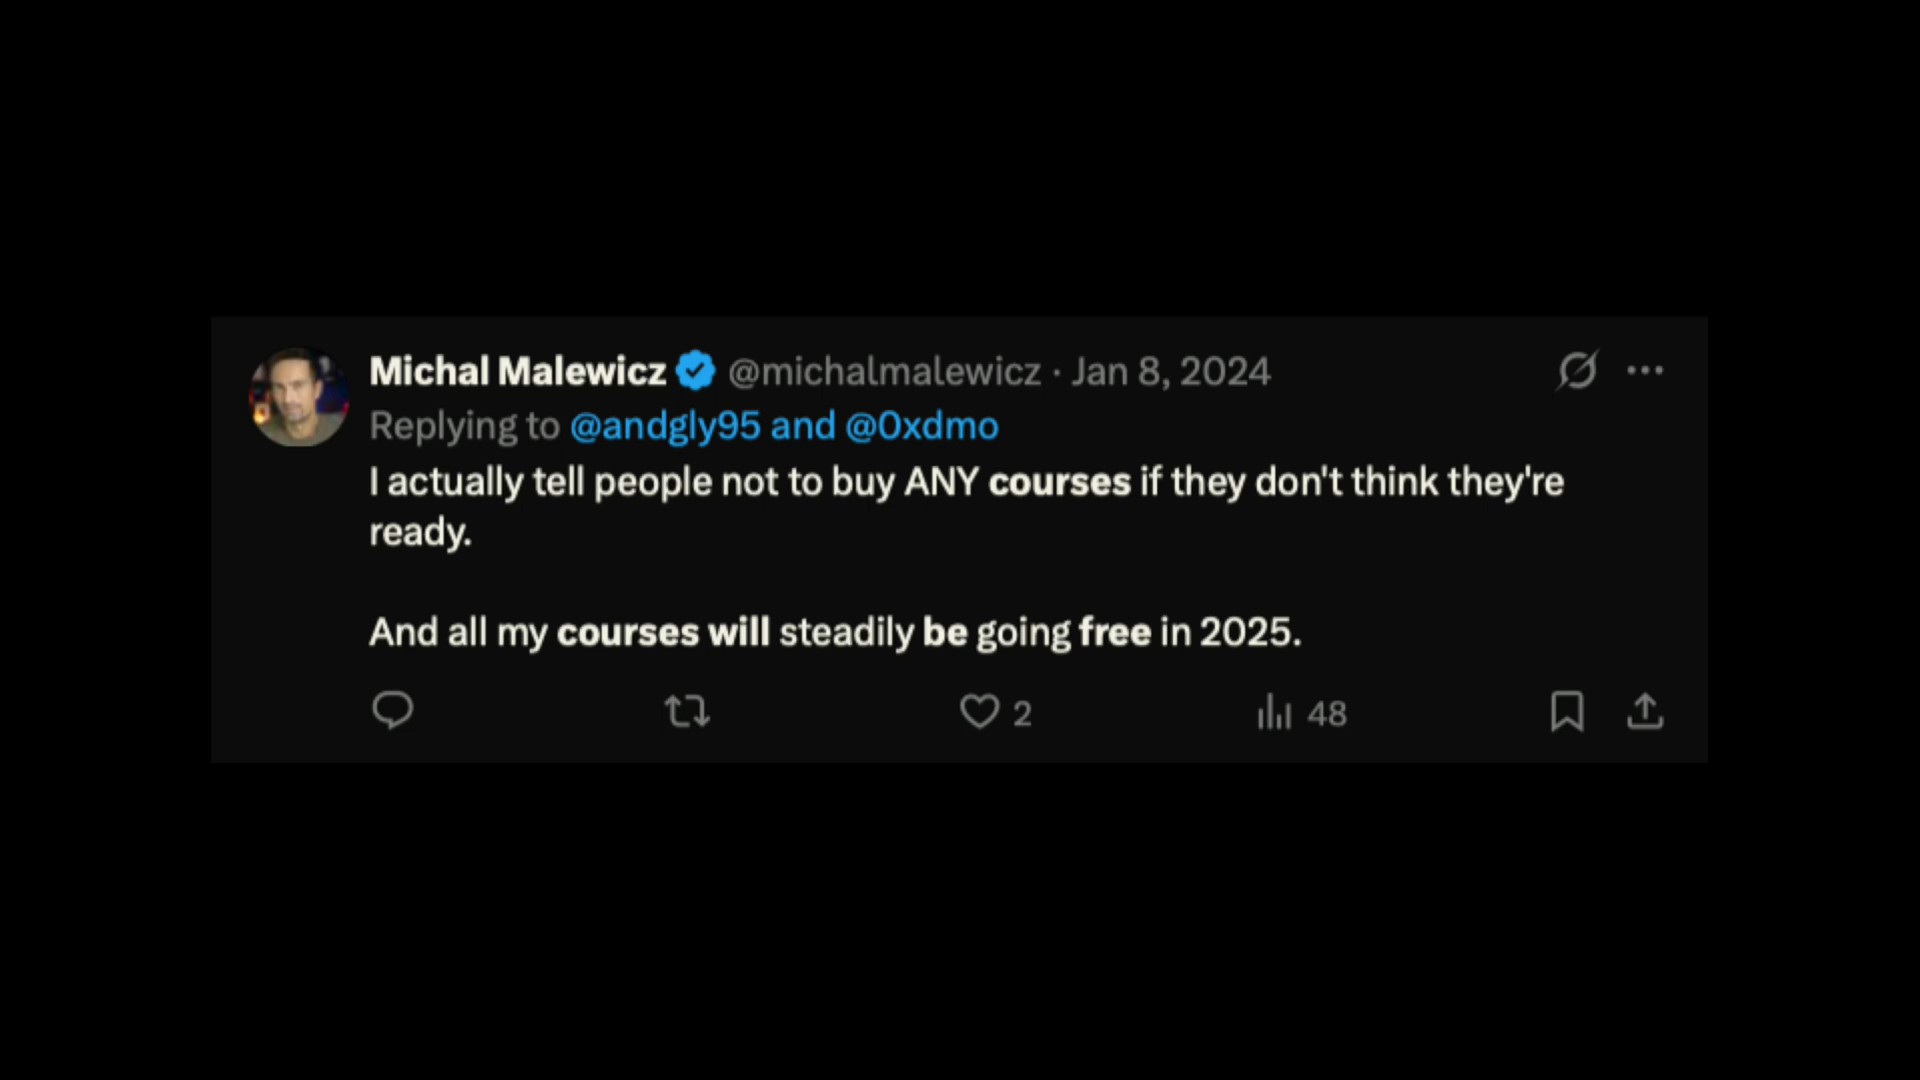 Michal Malewicz @michalmalewicz · Jan 8, 2024
Replying to @andgly95 and @0xdmo
I actually tell people not to buy ANY courses if they don't think they're
ready.
And all my courses will steadily be going free in 2025.
2 48